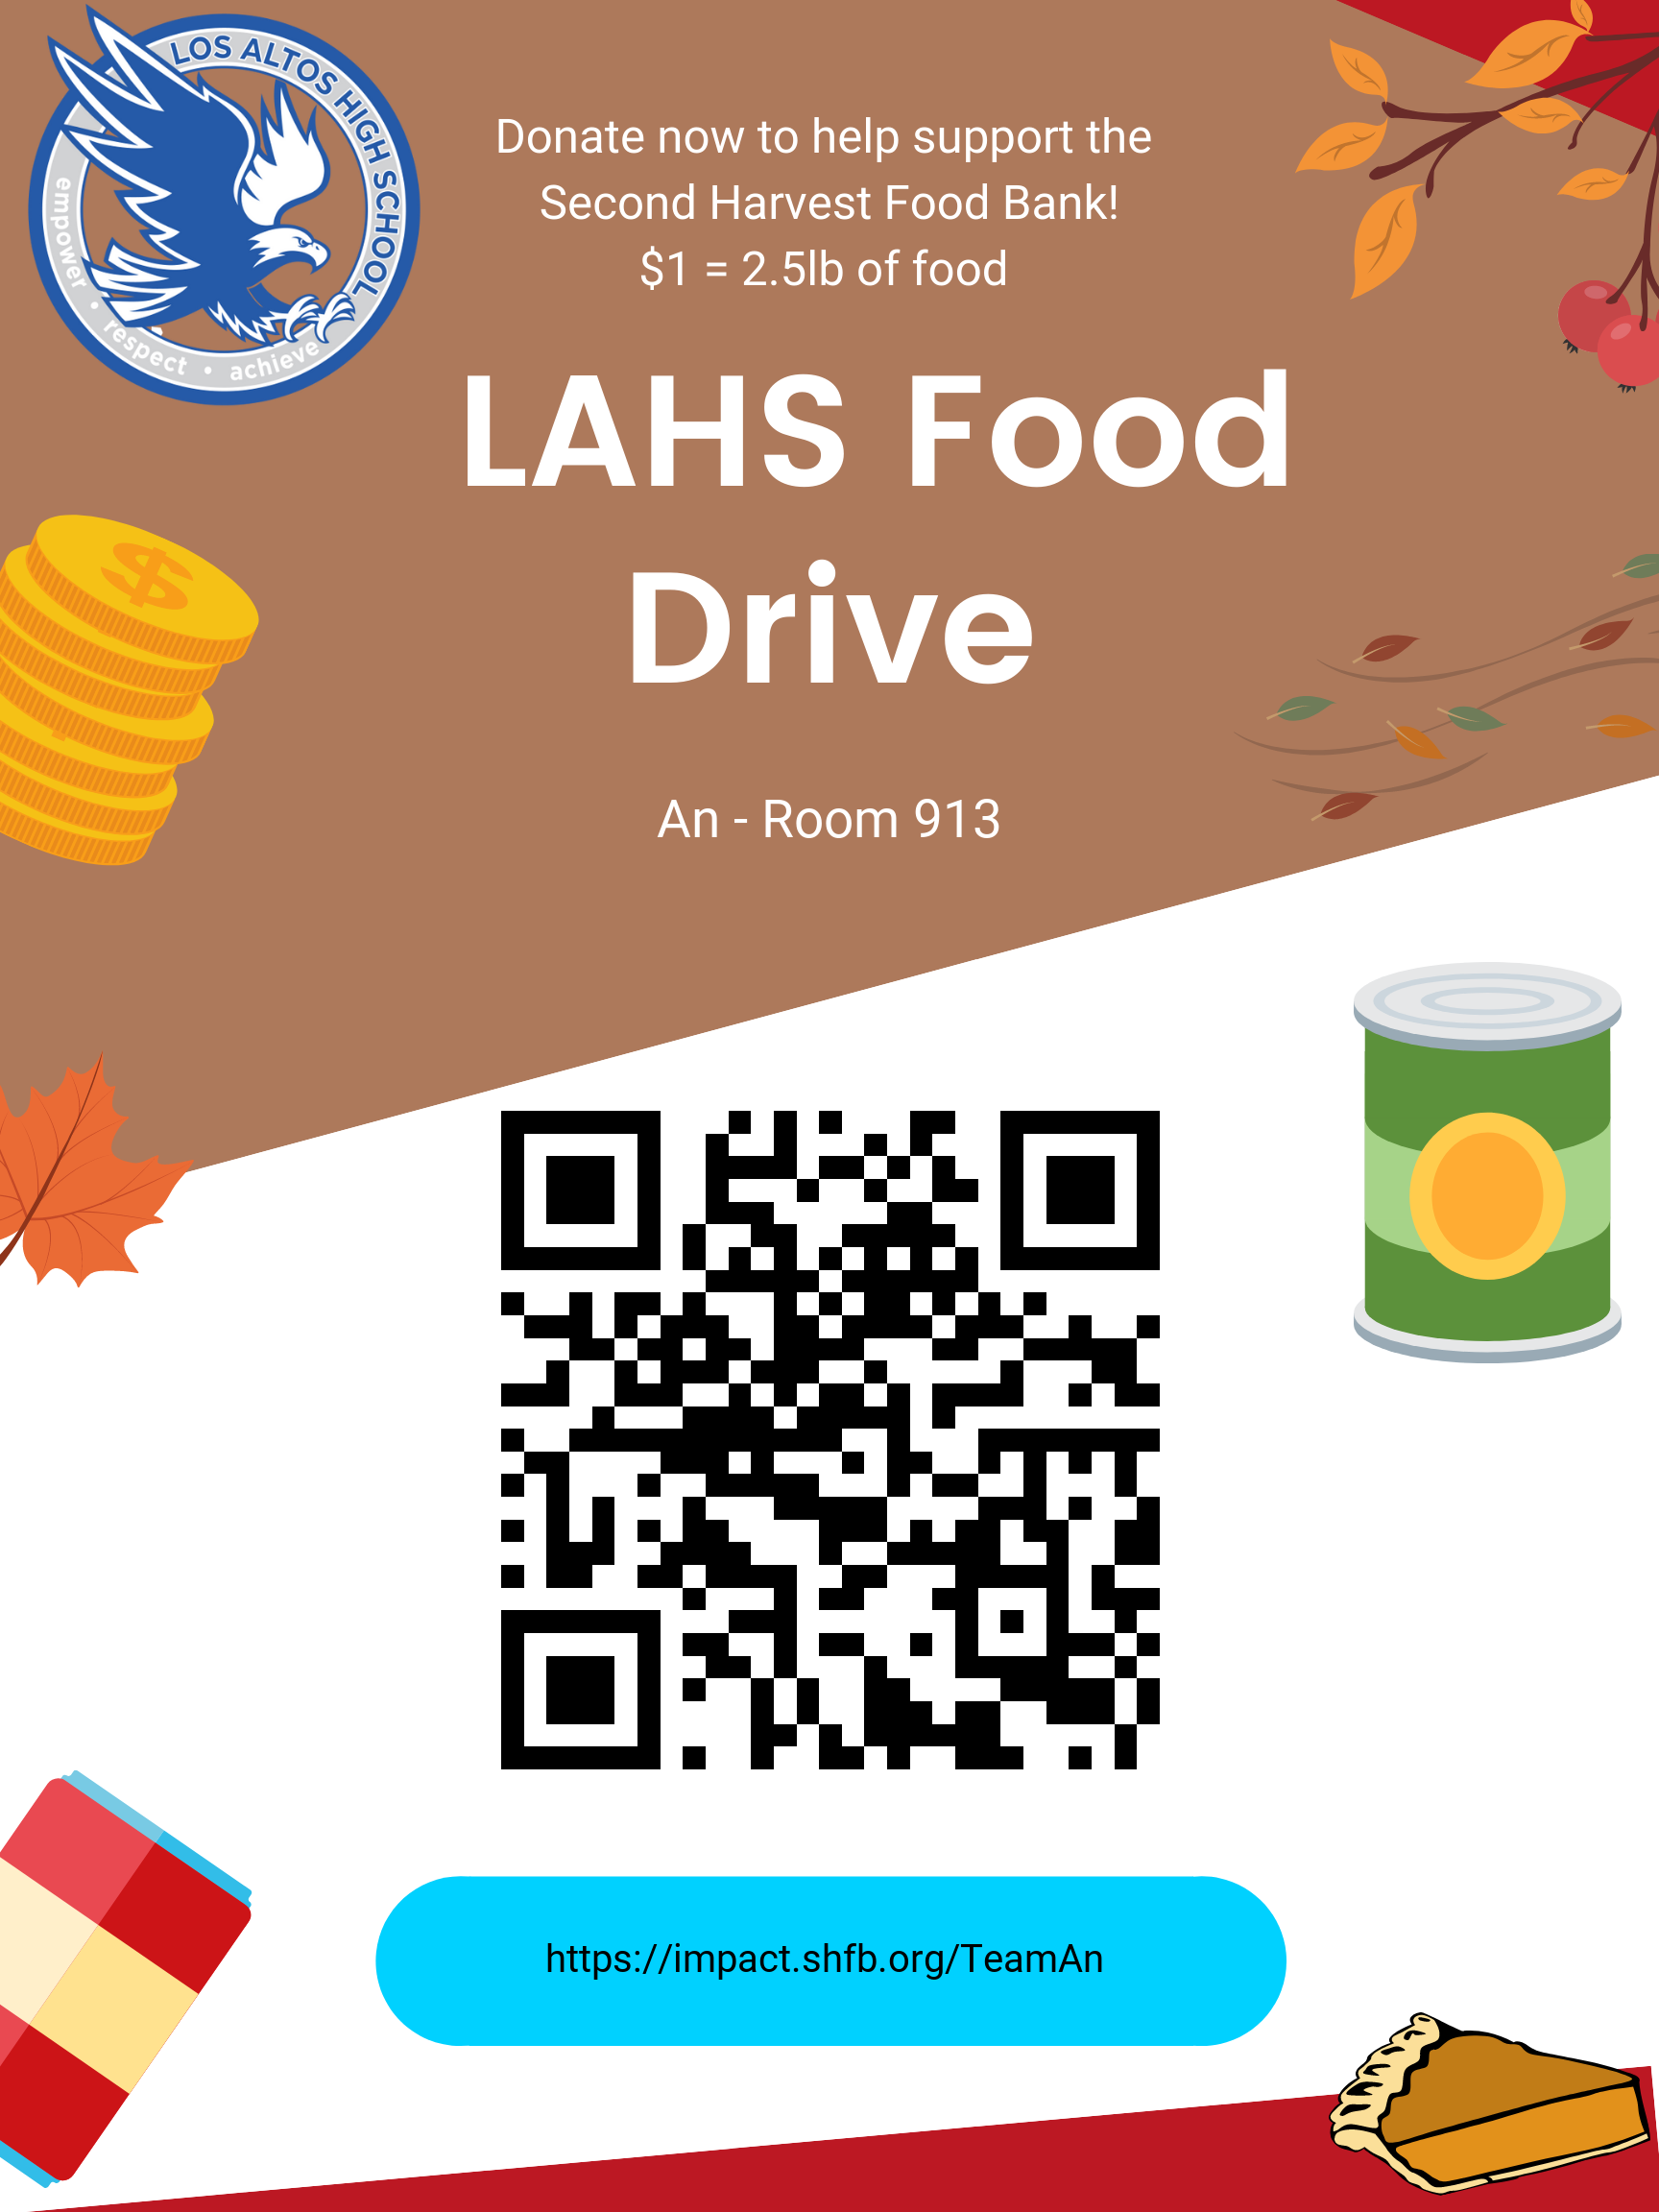 LOS ALTOS HIGH SCHOOL
empower • respect • achieve
Donate now to help support the
Second Harvest Food Bank!
$1 = 2.5lb of food
LAHS Food
Drive
An - Room 913
$
https://impact.shfb.org/TeamAn